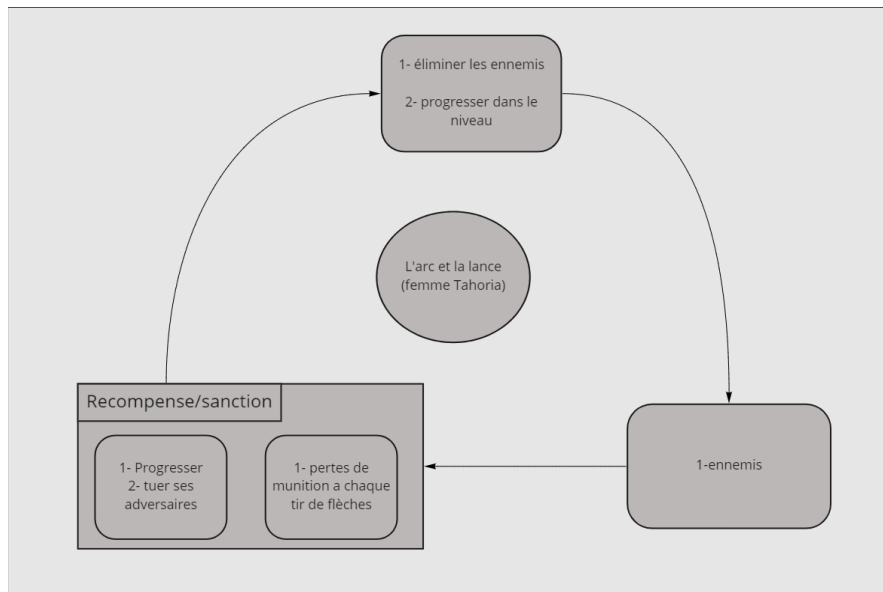 1- éliminer les ennemis
2- progresser dans le
niveau
L'arc et la lance
(femme Tahoria)
Recompense/sanction
1- Progresser
2- tuer ses
adversaires
1- pertes de
munition a chaque
tir de flèches
1-ennemis